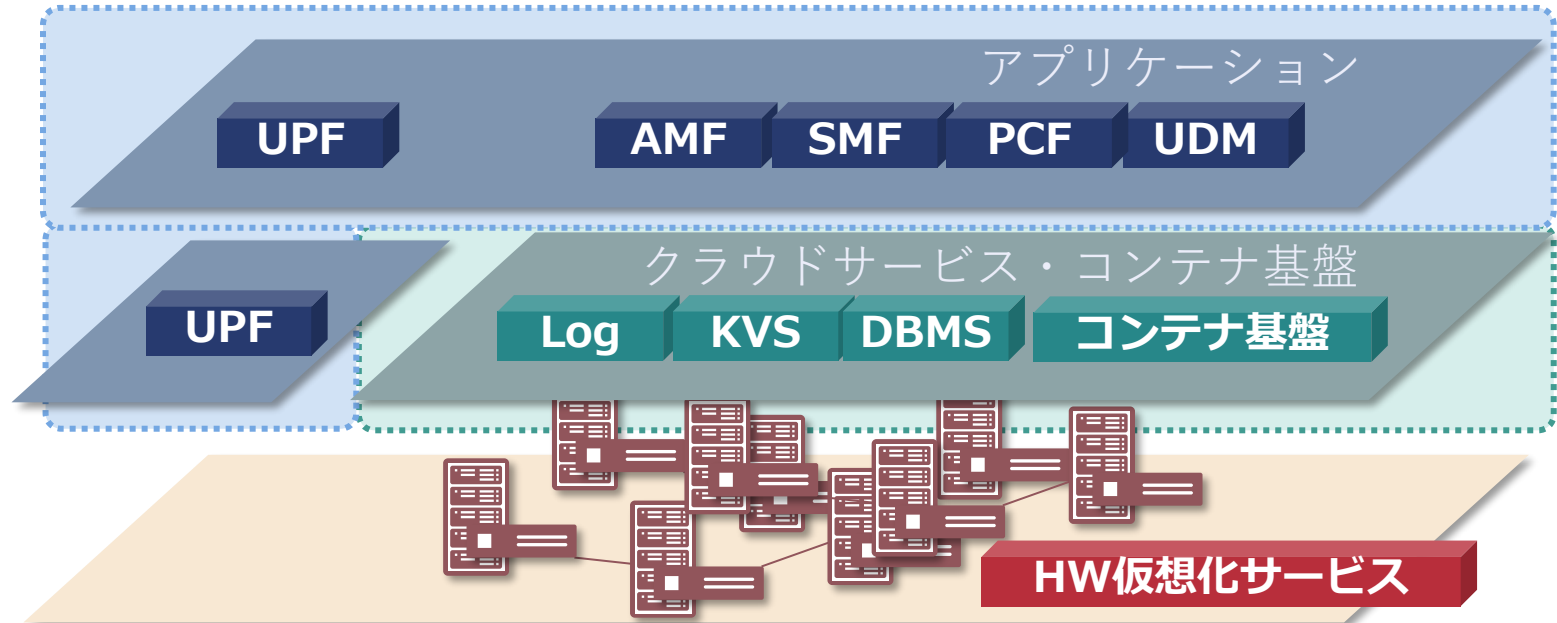 アプリケーション
UPF AMF SMF PCF UDM
クラウドサービス・コンテナ基盤
UPF Log KVS DBMS コンテナ基盤
HW仮想化サービス